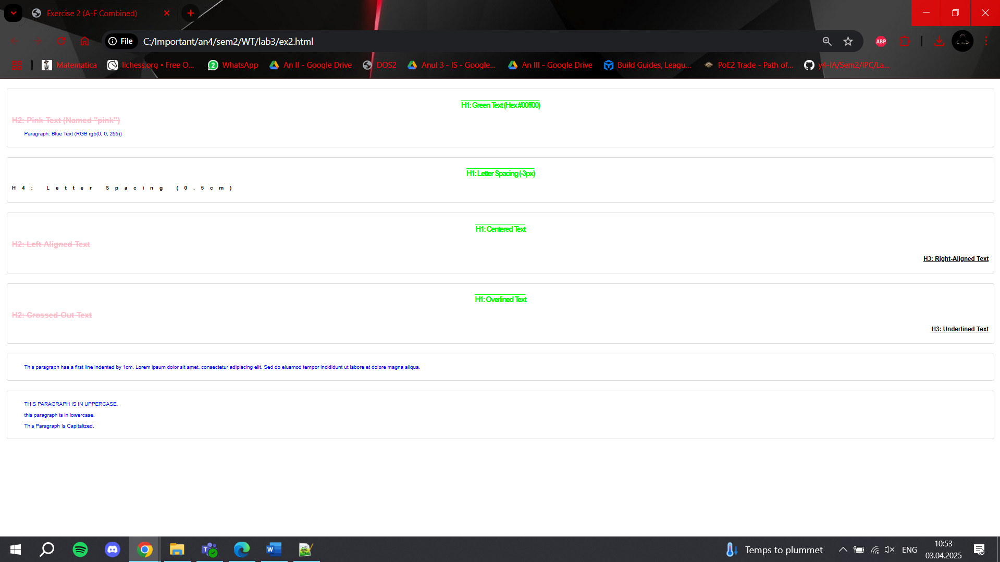 Exercise 2 (A-F Combined)
File C:/Important/an4/sem2/WT/lab3/ex2.html
ABP
Matematica lichess.org • Free O... 2 WhatsApp An II - Google Drive DOS2 Anul 3 - IS - Google... An III - Google Drive Build Guides, Leagu... PoE2 Trade - Path of... y4-IA/Sem2/IPC/La...
H1: Green Text (Hex #00ff00)
H2: Pink Text (Named "pink")
Paragraph: Blue Text (RGB rgb(0, 0, 255))
H1: Letter Spacing (-3px)
H4: Letter Spacing (0.5cm)
H1: Centered Text
H2: Left-Aligned Text
H3: Right-Aligned Text
H1: Overlined Text
H2: Crossed-Out Text
H3: Underlined Text
This paragraph has a first line indented by 1cm. Lorem ipsum dolor sit amet, consectetur adipiscing elit. Sed do eiusmod tempor incididunt ut labore et dolore magna aliqua.
THIS PARAGRAPH IS IN UPPERCASE.
this paragraph is in lowercase.
This Paragraph Is Capitalized.
Temps to plummet ENG 10:53
03.04.2025